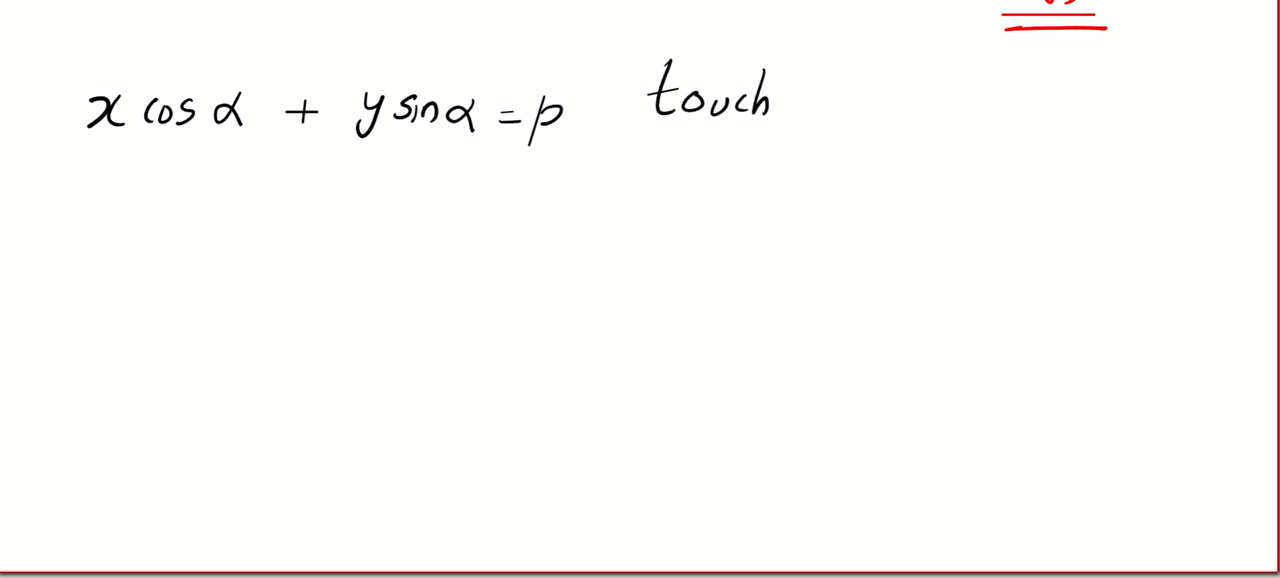 x cos α + y sin α = p touch